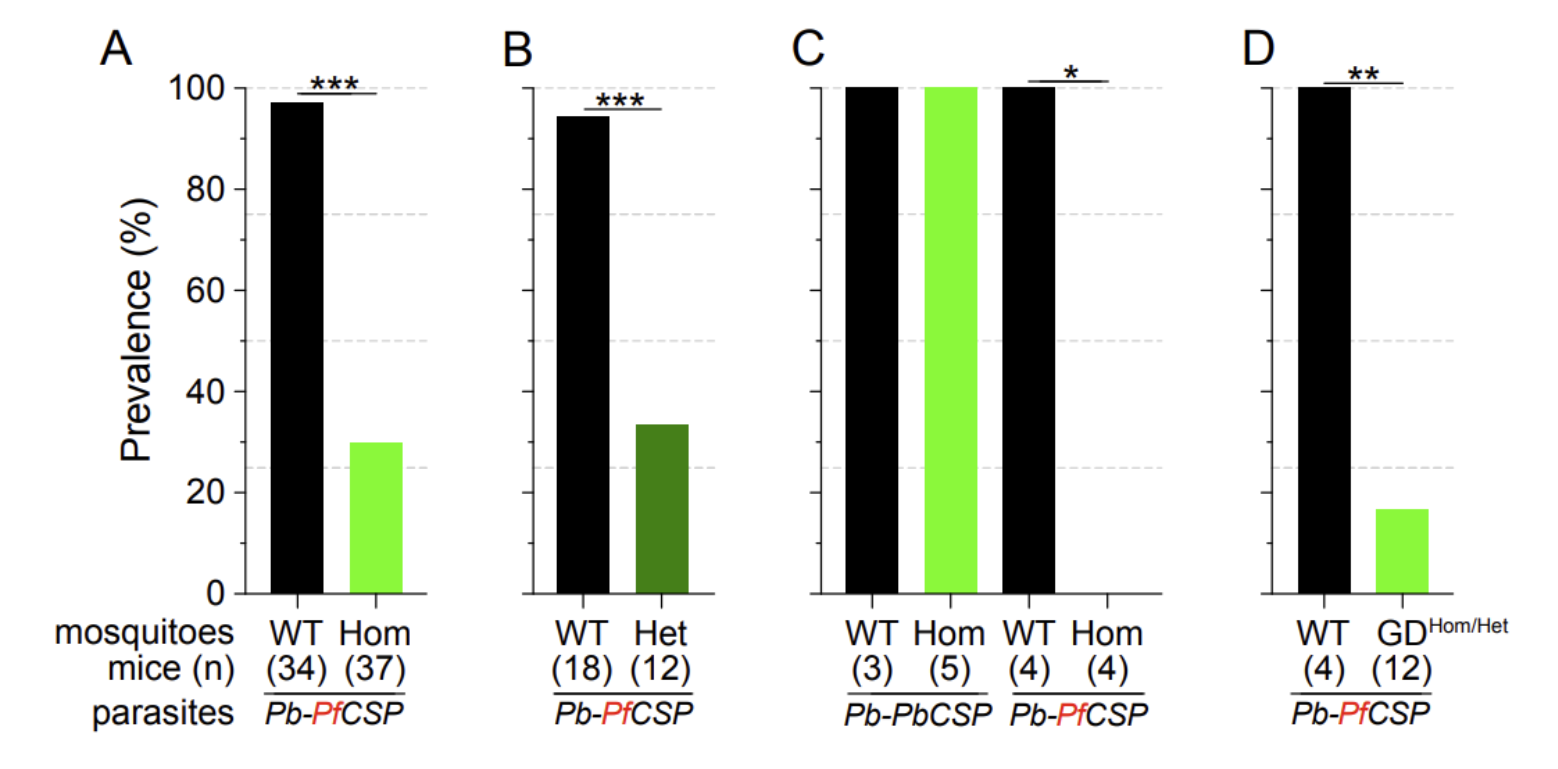 A B C D
*** *** * **
Prevalence (%)
100
80
60
40
20
0
mosquitoes WT Hom WT Het WT Hom WT Hom WT GD Hom/Het
mice (n) (34) (37) (18) (12) (3) (5) (4) (4) (4) (12)
parasites Pb-PfCSP Pb-PfCSP Pb-PbCSP Pb-PfCSP Pb-PfCSP